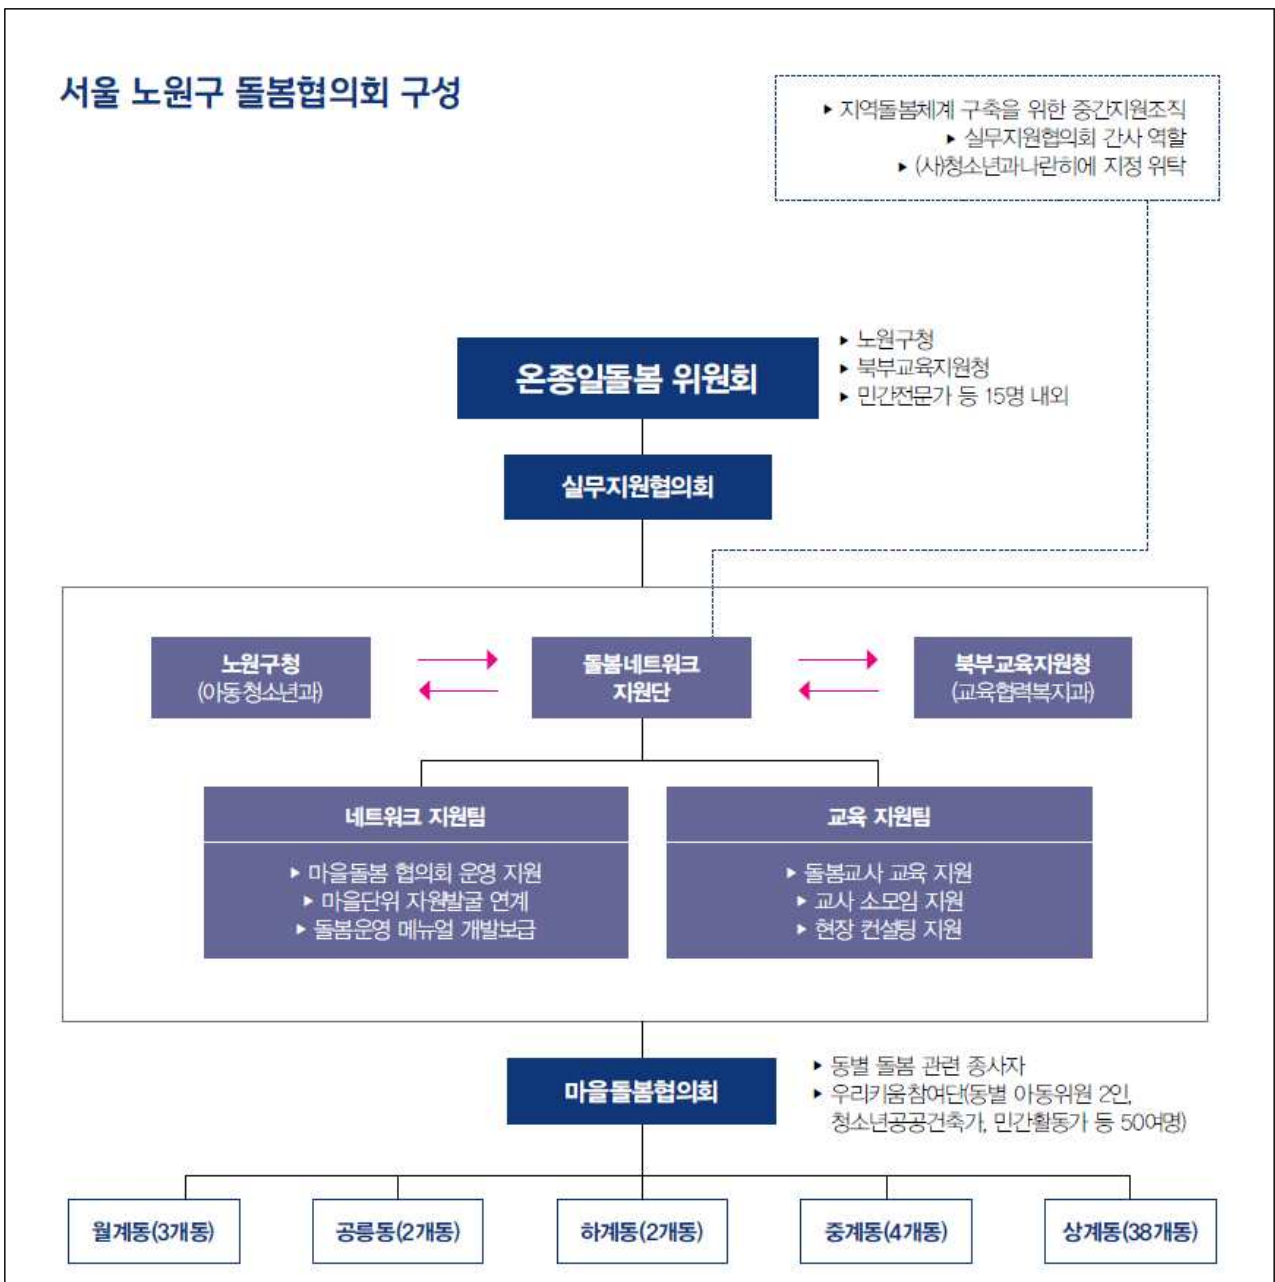 서울 노원구 돌봄협의회 구성
▸ 지역돌봄체계 구축을 위한 중간지원조직
▸ 실무지원협의회 간사 역할
▸ (사)청소년과나란히에 지정 위탁
온종일돌봄 위원회
▸ 노원구청
▸ 북부교육지원청
▸ 민간전문가 등 15명 내외
실무지원협의회
노원구청
(아동청소년과)
돌봄네트워크
지원단
북부교육지원청
(교육협력복지과)
네트워크 지원팀
▸ 마을돌봄 협의회 운영 지원
▸ 마을단위 자원발굴 연계
▸ 돌봄운영 메뉴얼 개발보급
교육 지원팀
▸ 돌봄교사 교육 지원
▸ 교사 소모임 지원
▸ 현장 컨설팅 지원
마을돌봄협의회
▸ 동별 돌봄 관련 종사자
▸ 우리키움참여단(동별 아동위원 2인,
청소년공공건축가, 민간활동가 등 50여명)
월계동(3개동)
공릉동(2개동)
하계동(2개동)
중계동(4개동)
상계동(38개동)